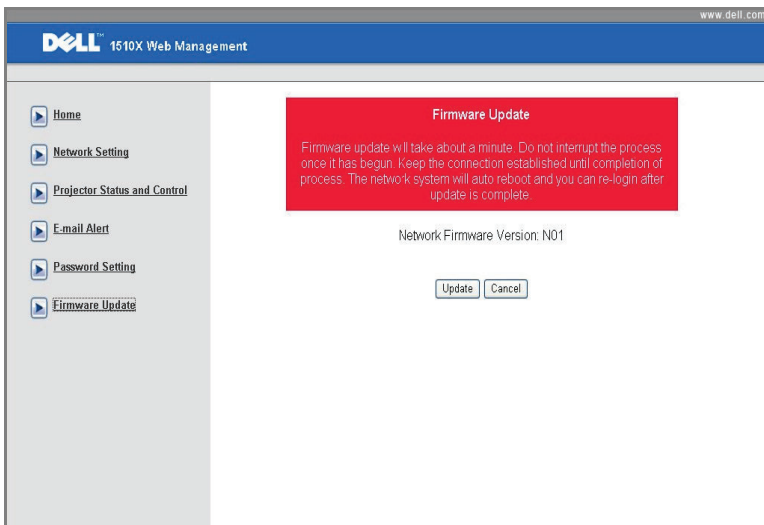 www.dell.com
DELL™ 1510X Web Management
Home
Network Setting
Projector Status and Control
E-mail Alert
Password Setting
Firmware Update
Firmware Update
Firmware update will take about a minute. Do not interrupt the process
once it has begun. Keep the connection established until completion of
process. The network system will auto reboot and you can re-login after
update is complete.
Network Firmware Version: N01
Update Cancel